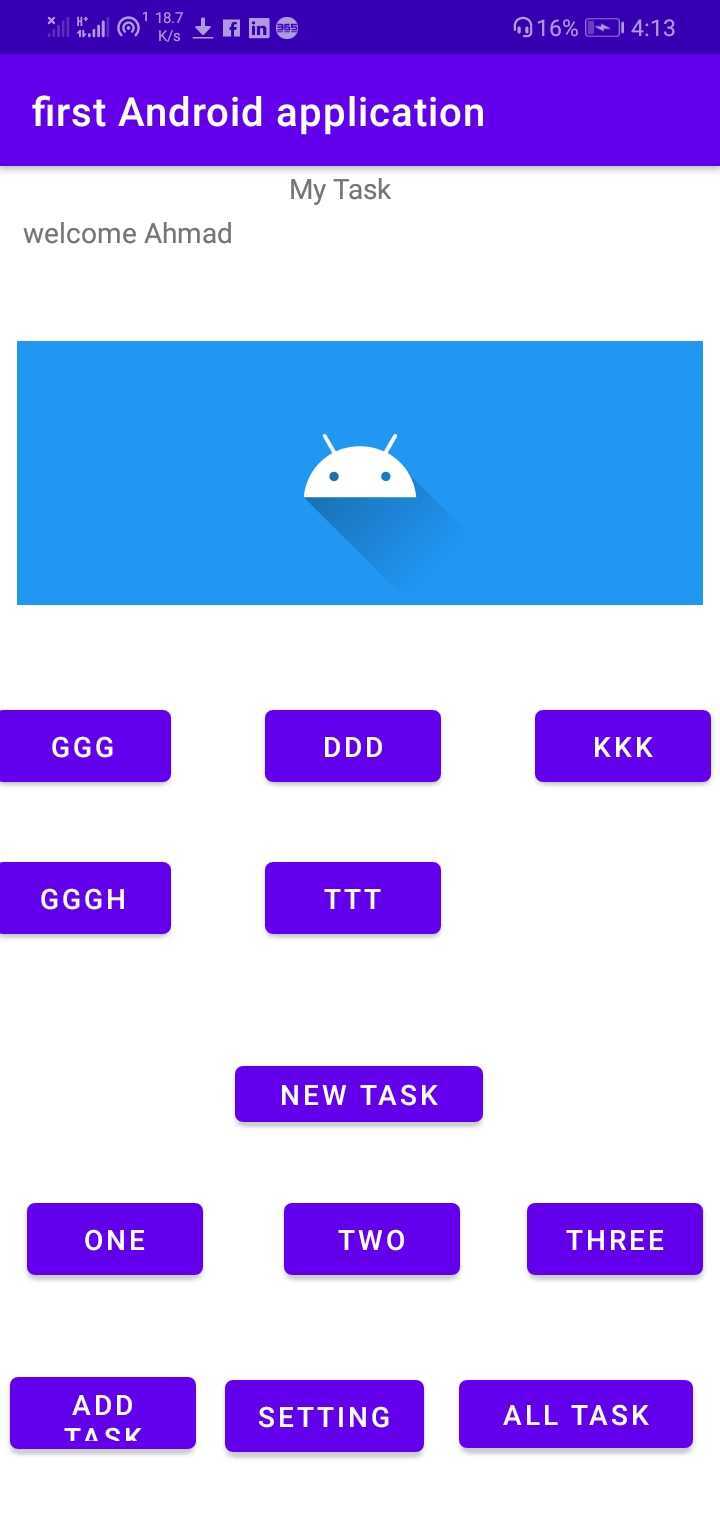 1 18.7 K/s 16% 4:13
first Android application
My Task
welcome Ahmad
GGG DDD KKK
GGGH TTT
NEW TASK
ONE TWO THREE
ADD TASK SETTING ALL TASK